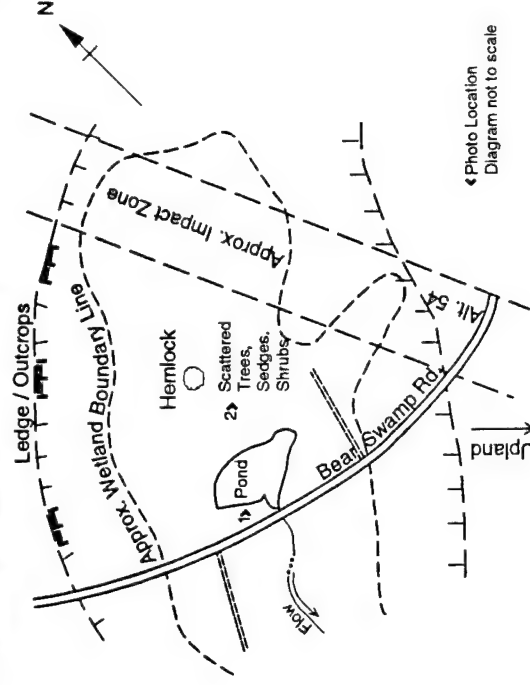 N
Ledge / Outcrops
Approx. Wetland Boundary Line
Approx. Impact Zone
Hemlock
2
Scattered
Trees,
Sedges,
Shrubs
Pond
1
Bear Swamp Rd.
Alt. 54
Flow
Upland
Photo Location
Diagram not to scale